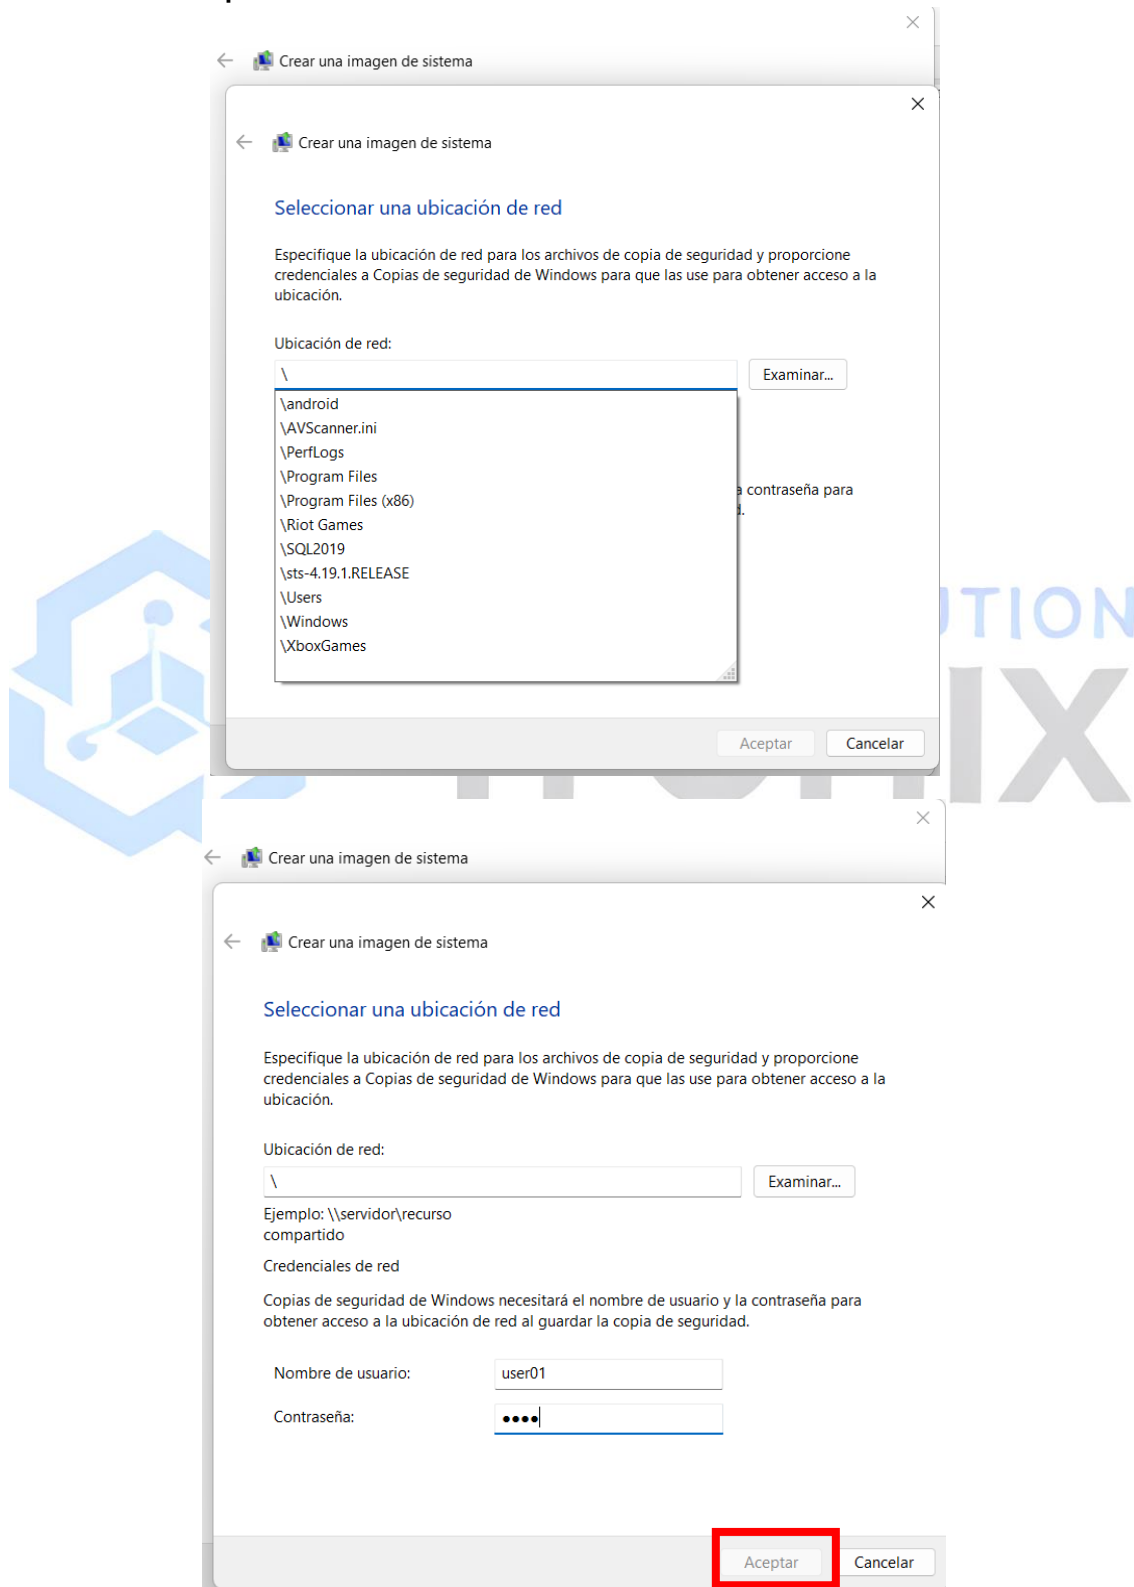 Crear una imagen de sistema
Crear una imagen de sistema
Seleccionar una ubicación de red
Especifique la ubicación de red para los archivos de copia de seguridad y proporcione
credenciales a Copias de seguridad de Windows para que las use para obtener acceso a la
ubicación.
Ubicación de red:
\
Examinar...
\android
\AVScanner.ini
\PerfLogs
\Program Files
\Program Files (x86)
a contraseña para
\Riot Games
\SQL2019
\sts-4.19.1.RELEASE
\Users
\Windows
\XboxGames
UTION
IX
Aceptar
Cancelar
Crear una imagen de sistema
Crear una imagen de sistema
Seleccionar una ubicación de red
Especifique la ubicación de red para los archivos de copia de seguridad y proporcione
credenciales a Copias de seguridad de Windows para que las use para obtener acceso a la
ubicación.
Ubicación de red:
\
Examinar...
Ejemplo: \\servidor\recurso
compartido
Credenciales de red
Copias de seguridad de Windows necesitará el nombre de usuario y la contraseña para
obtener acceso a la ubicación de red al guardar la copia de seguridad.
Nombre de usuario: user01
Contraseña: ●●●●
Aceptar
Cancelar